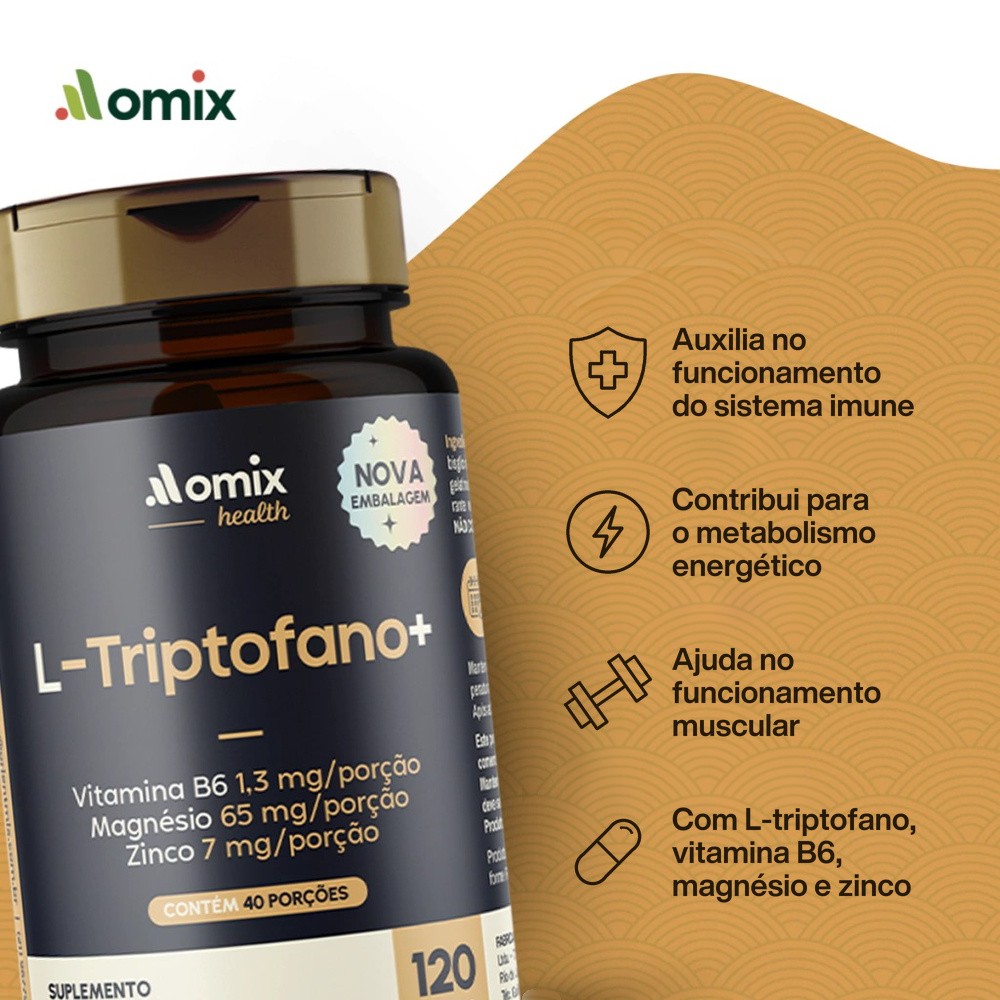 omix
omix
health
NOVA
EMBALAGEM
L-Triptofano+
Vitamina B6 1,3 mg/porção
Magnésio 65 mg/porção
Zinco 7 mg/porção
CONTÉM 40 PORÇÕES
SUPLEMENTO
120
Auxilia no
funcionamento
do sistema imune
Contribui para
o metabolismo
energético
Ajuda no
funcionamento
muscular
Com L-triptofano,
vitamina B6,
magnésio e zinco